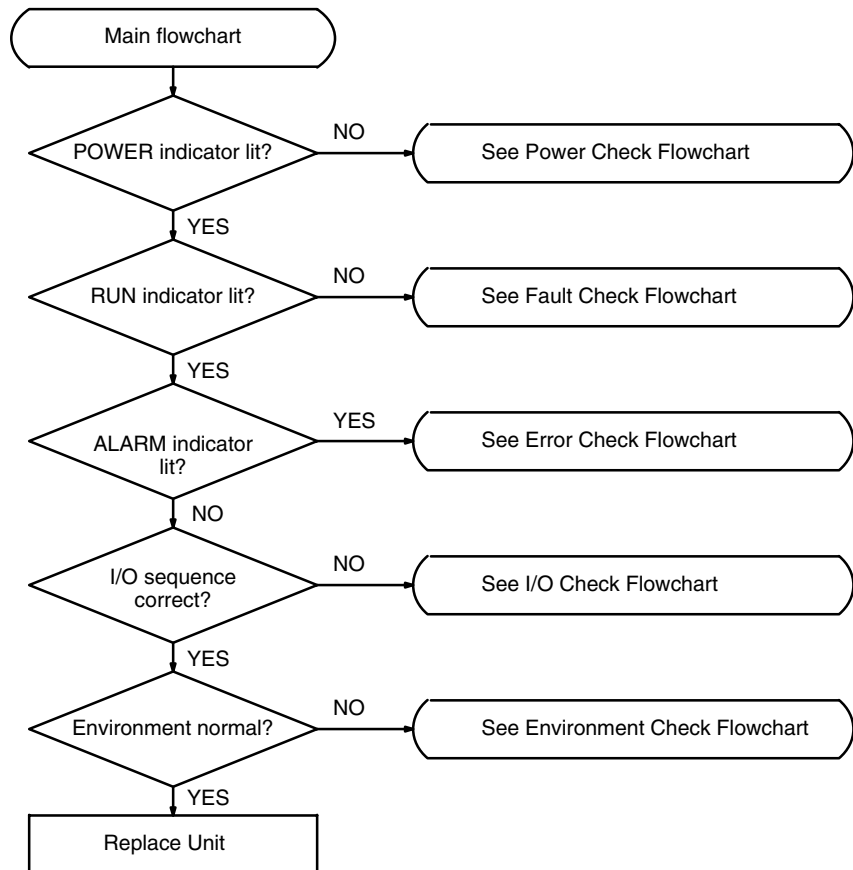 Main flowchart
POWER indicator lit?
NO
See Power Check Flowchart
YES
RUN indicator lit?
NO
See Fault Check Flowchart
YES
ALARM indicator
lit?
YES
See Error Check Flowchart
NO
I/O sequence
correct?
NO
See I/O Check Flowchart
YES
Environment normal?
NO
See Environment Check Flowchart
YES
Replace Unit